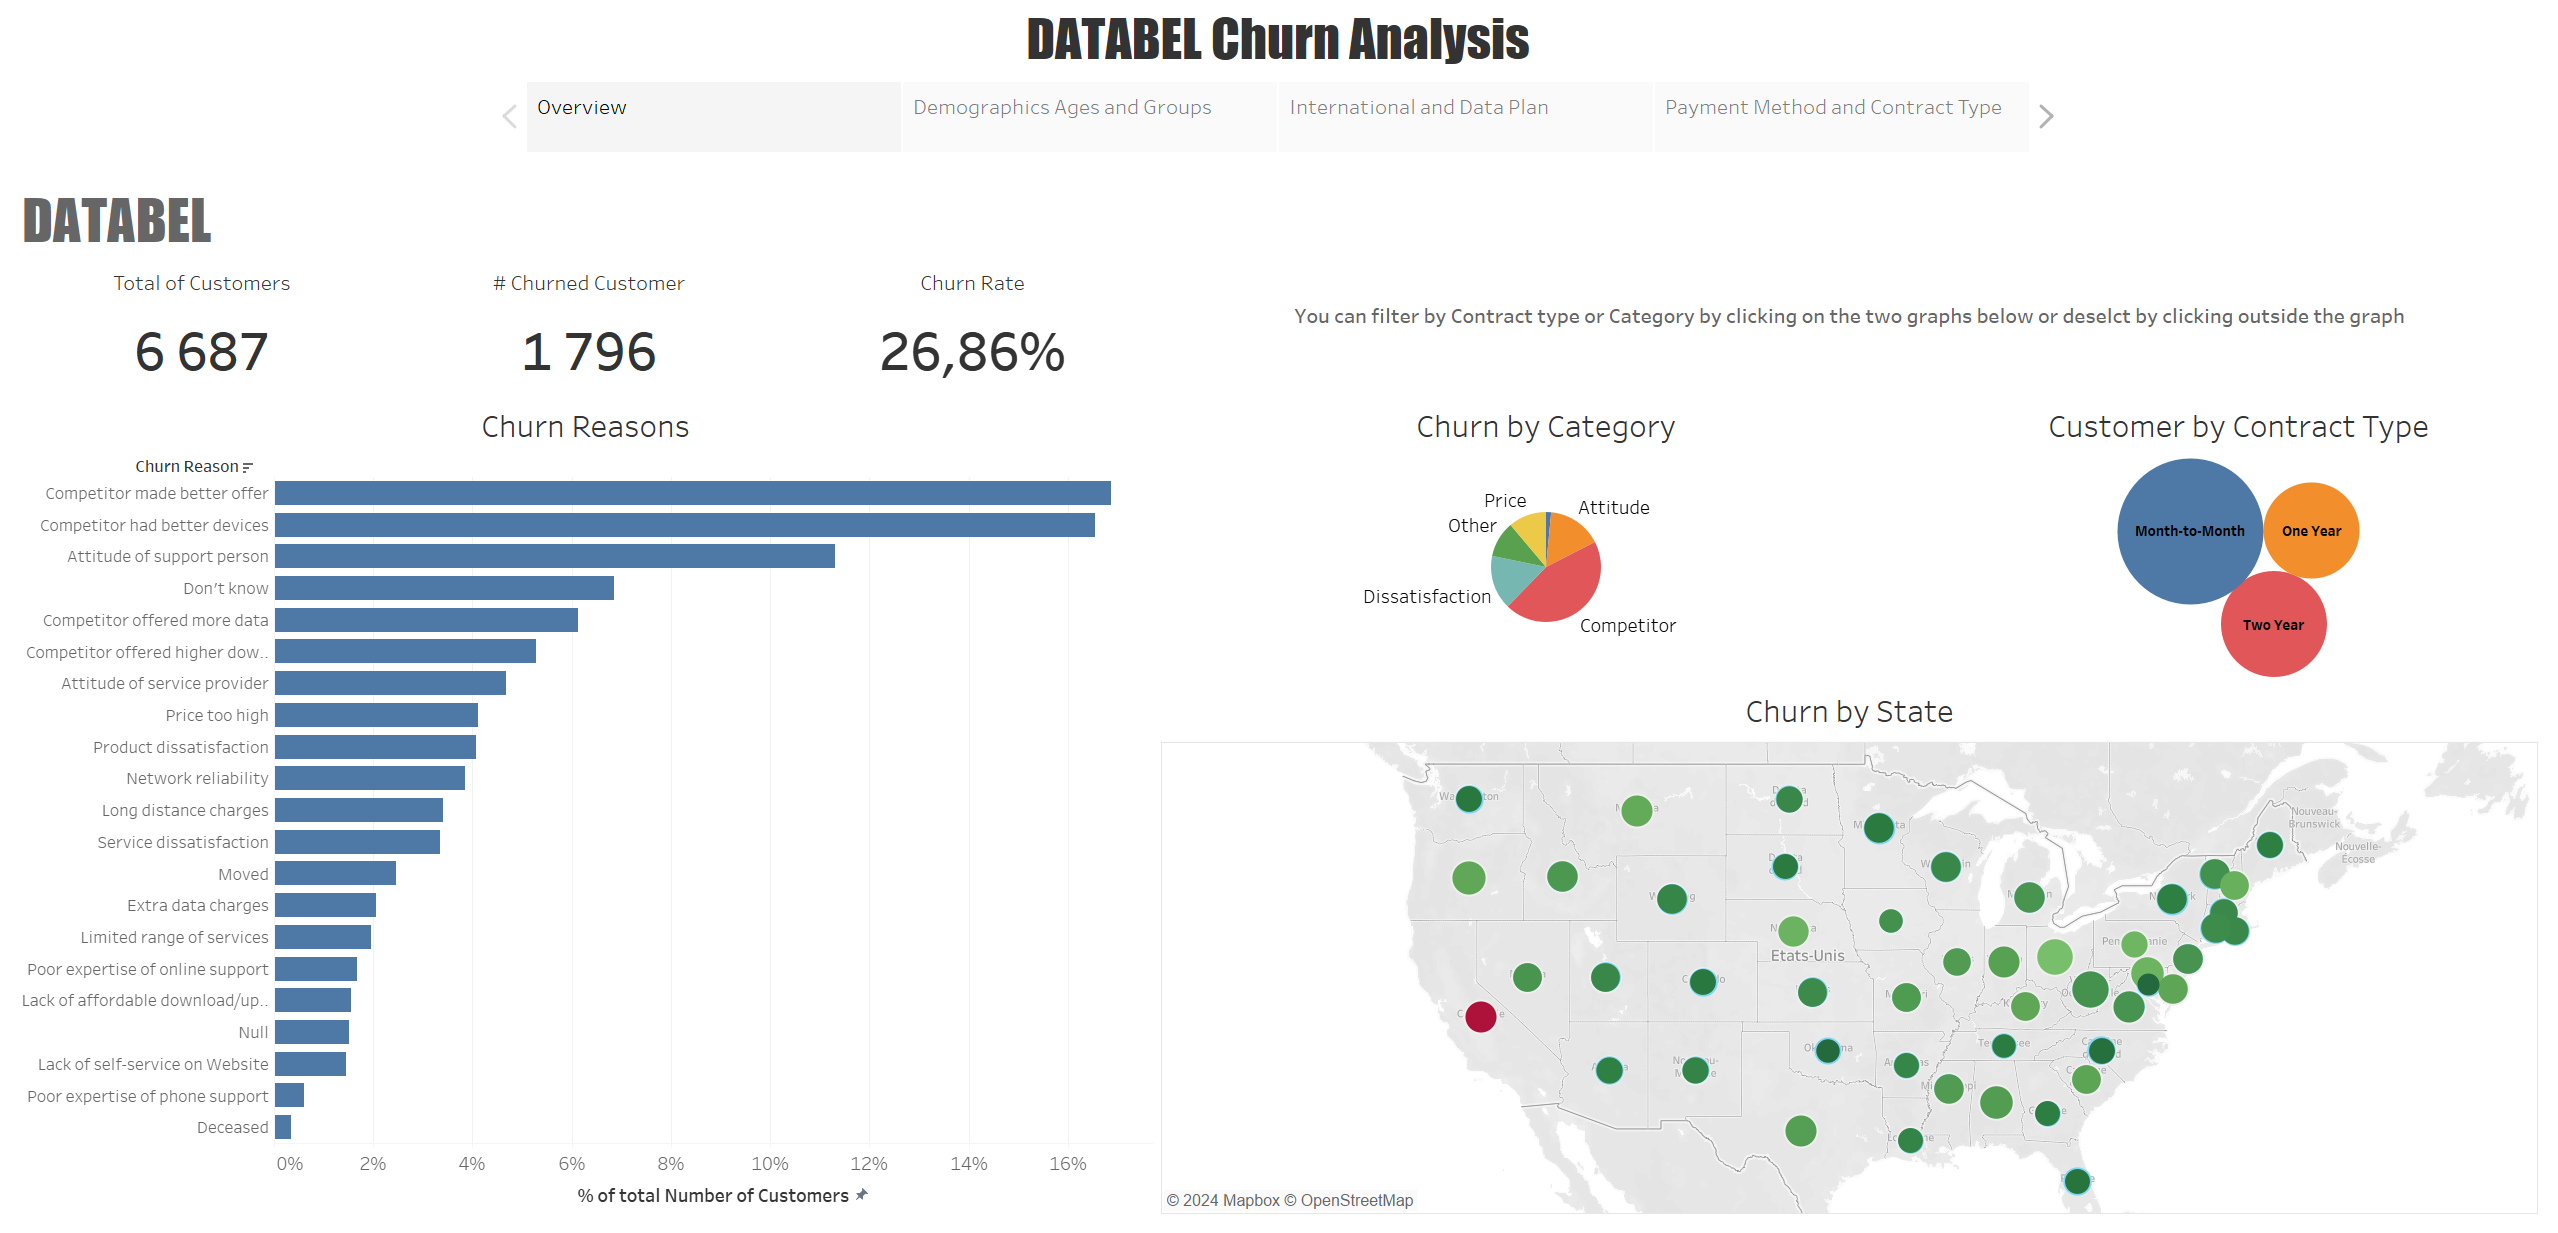 DATABEL Churn Analysis
Overview
Demographics Ages and Groups
International and Data Plan
Payment Method and Contract Type
DATABEL
Total of Customers
# Churned Customer
Churn Rate
6 687
1 796
26,86%
You can filter by Contract type or Category by clicking on the two graphs below or deselct by clicking outside the graph
Churn Reasons
Churn Reason
Competitor made better offer
Competitor had better devices
Attitude of support person
Don't know
Competitor offered more data
Competitor offered higher dow..
Attitude of service provider
Price too high
Product dissatisfaction
Network reliability
Long distance charges
Service dissatisfaction
Moved
Extra data charges
Limited range of services
Poor expertise of online support
Lack of affordable download/up..
Null
Lack of self-service on Website
Poor expertise of phone support
Deceased
0% 2% 4% 6% 8% 10% 12% 14% 16%
% of total Number of Customers
Churn by Category
Price
Attitude
Other
Dissatisfaction
Competitor
Customer by Contract Type
Month-to-Month
One Year
Two Year
Churn by State
Nouveau-
Brunswick
Nouvelle-
Écosse
Etats-Unis
© 2024 Mapbox © OpenStreetMap